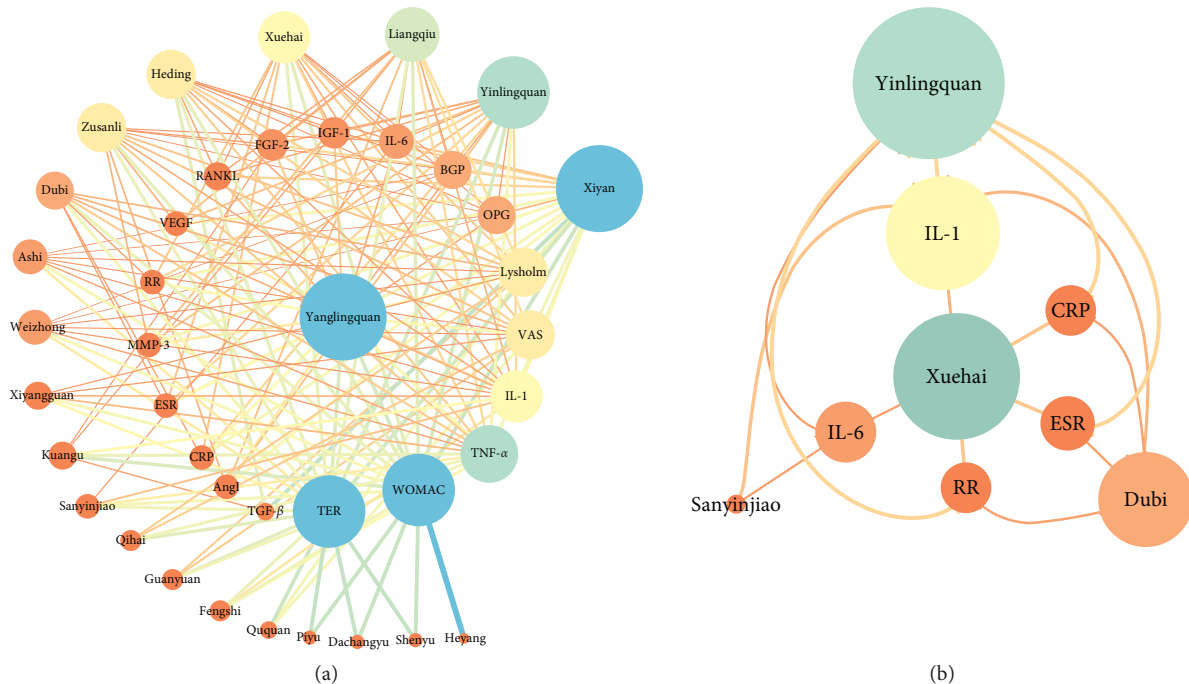 Xuehai
Liangqiu
Heding
Yinlingquan
Zusanli
FGF-2
IGF-1
IL-6
RANKL
BGP
Dubi
Xiyan
VEGF
OPG
Ashi
RR
Lysholm
Yanglingquan
Weizhong
MMP-3
VAS
Xiyangguan
ESR
IL-1
Kuangu
CRP
TNF-α
AngI
WOMAC
Sanyinjiao
TGF-β
TER
Qihai
Guanyuan
Fengshi
Ququan
Piyu
Dachangyu
Shenyu
Heyang
(a)
Yinlingquan
IL-1
CRP
Xuehai
IL-6
ESR
RR
Sanyinjiao
Dubi
(b)